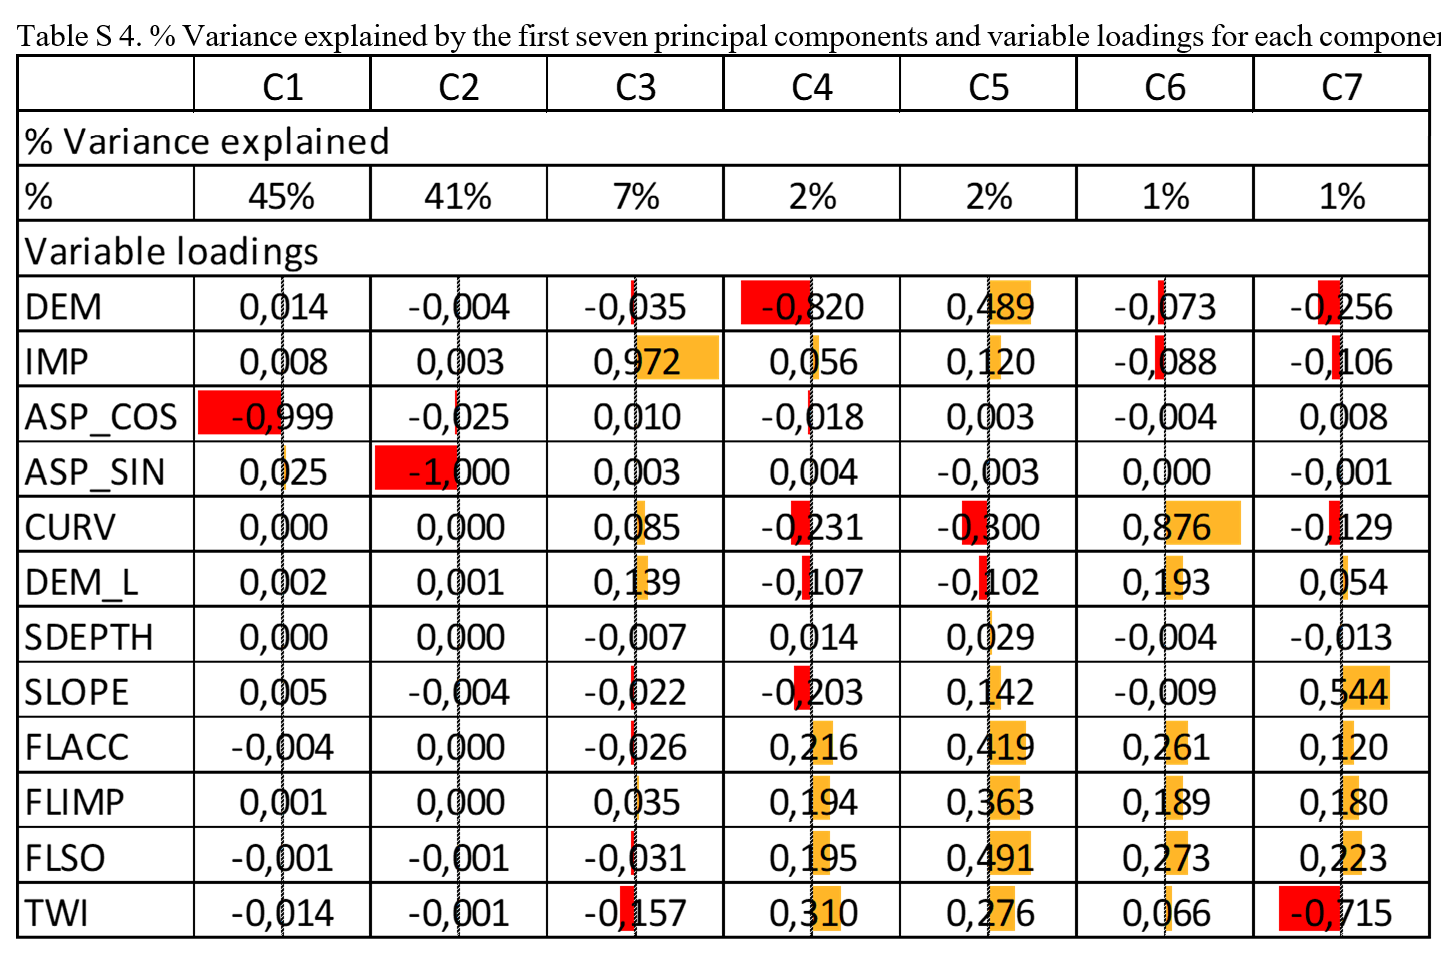 Table S 4. % Variance explained by the first seven principal components and variable loadings for each
C1 C2 C3 C4 C5 C6 C7
% Variance explained
% 45% 41% 7% 2% 2% 1% 1%
Variable loadings
DEM 0,014 -0,004 -0,035 -0,820 0,489 -0,073 -0,256
IMP 0,008 0,003 0,972 0,056 0,120 -0,088 -0,106
ASP_COS -0,999 -0,025 0,010 -0,018 0,003 -0,004 0,008
ASP_SIN 0,025 -1,000 0,003 0,004 -0,003 0,000 -0,001
CURV 0,000 0,000 0,085 -0,231 -0,300 0,876 -0,129
DEM_L 0,002 0,001 0,139 -0,107 -0,102 0,193 0,054
SDEPTH 0,000 0,000 -0,007 0,014 0,029 -0,004 -0,013
SLOPE 0,005 -0,004 -0,022 -0,203 0,142 -0,009 0,544
FLACC -0,004 0,000 -0,026 0,216 0,419 0,261 0,120
FLIMP 0,001 0,000 0,035 0,194 0,363 0,189 0,180
FLSO -0,001 -0,001 -0,031 0,195 0,491 0,273 0,223
TWI -0,014 -0,001 -0,157 0,310 0,276 0,066 -0,715